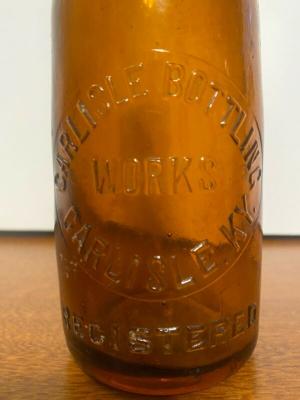 CARLISLE BOTTLING
WORKS
CARLISLE, KY.
REGISTERED